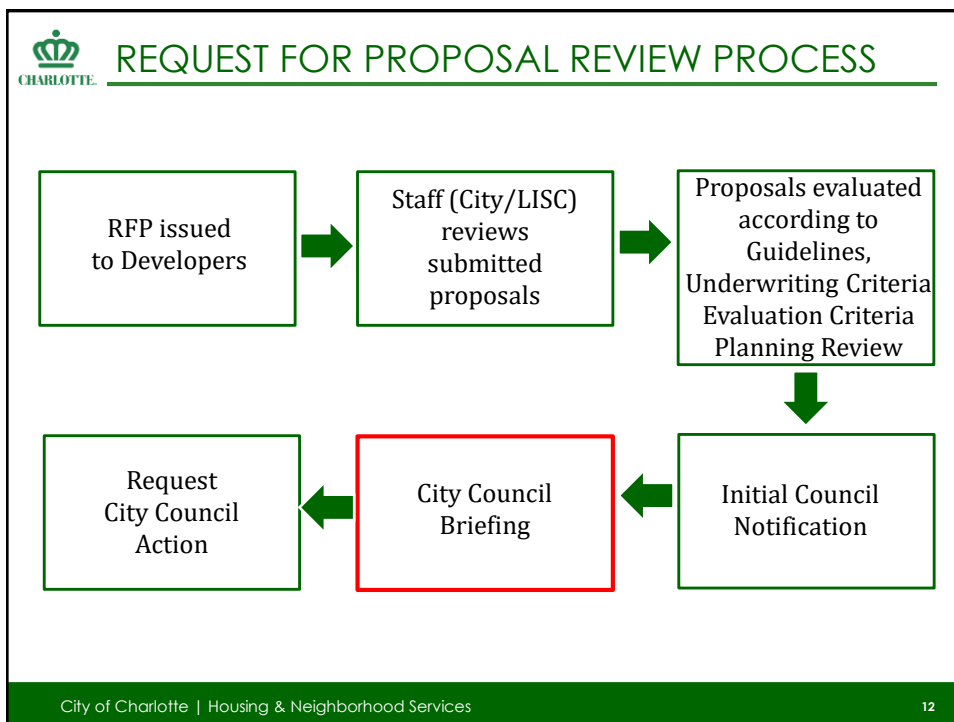 CHARLOTTE.
REQUEST FOR PROPOSAL REVIEW PROCESS
RFP issued
to Developers
Staff (City/LISC)
reviews
submitted
proposals
Proposals evaluated
according to
Guidelines,
Underwriting Criteria
Evaluation Criteria
Planning Review
Initial Council
Notification
City Council
Briefing
Request
City Council
Action
City of Charlotte | Housing & Neighborhood Services
12